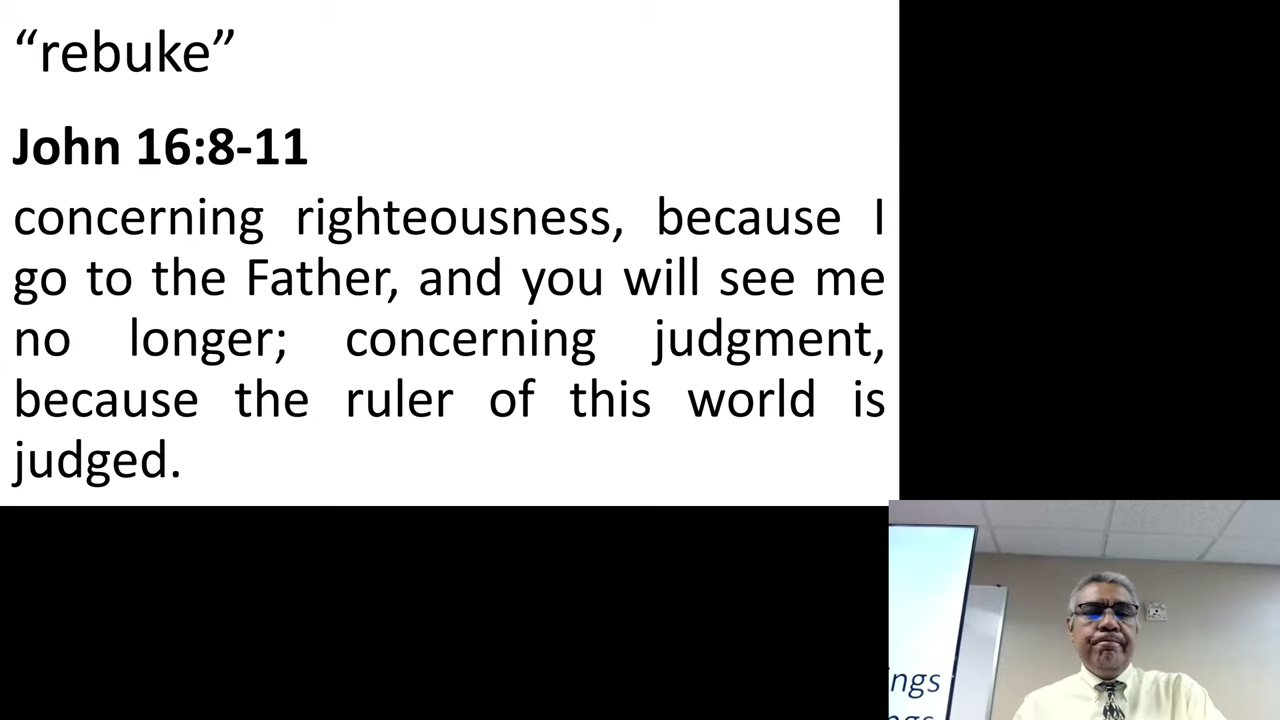 “rebuke”
John 16:8-11
concerning righteousness, because I
go to the Father, and you will see me
no longer; concerning judgment,
because the ruler of this world is
judged.
ings